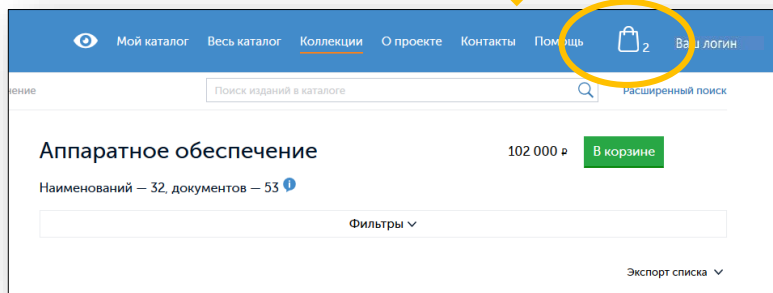 Мой каталог Весь каталог Коллекции О проекте Контакты Помощь 2 Ваш логин
нение Поиск изданий в каталоге Расширенный поиск
Аппаратное обеспечение 102 000 ₽ В корзине
Наименований — 32, документов — 53 i
Фильтры
Экспорт списка